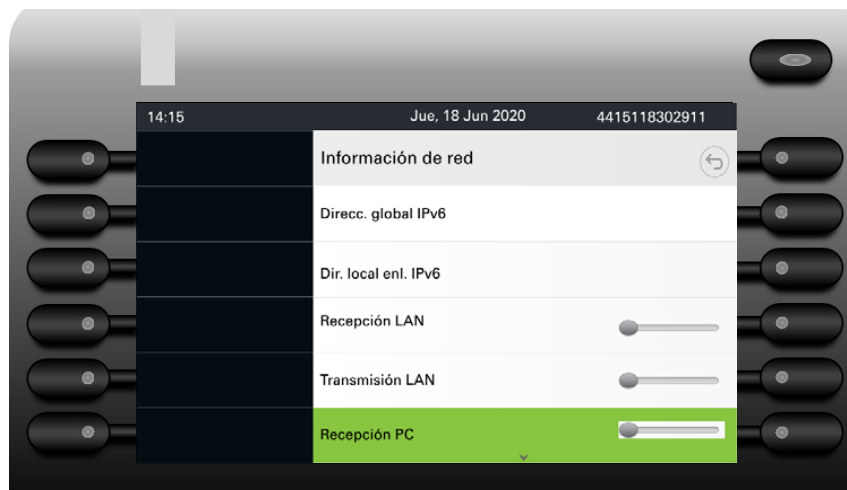 14:15 Jue, 18 Jun 2020 4415118302911
Información de red
Direcc. global IPv6
Dir. local enl. IPv6
Recepción LAN
Transmisión LAN
Recepción PC